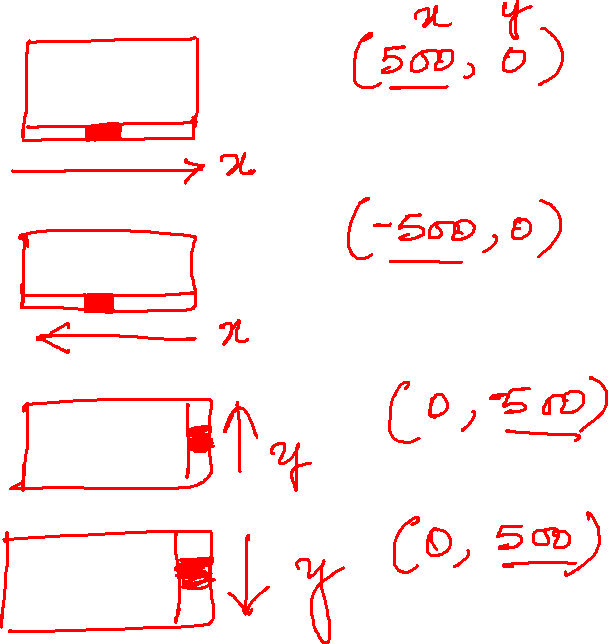 x y
(500, 0)
x
(-500, 0)
x
(0, -500)
y
(0, 500)
y